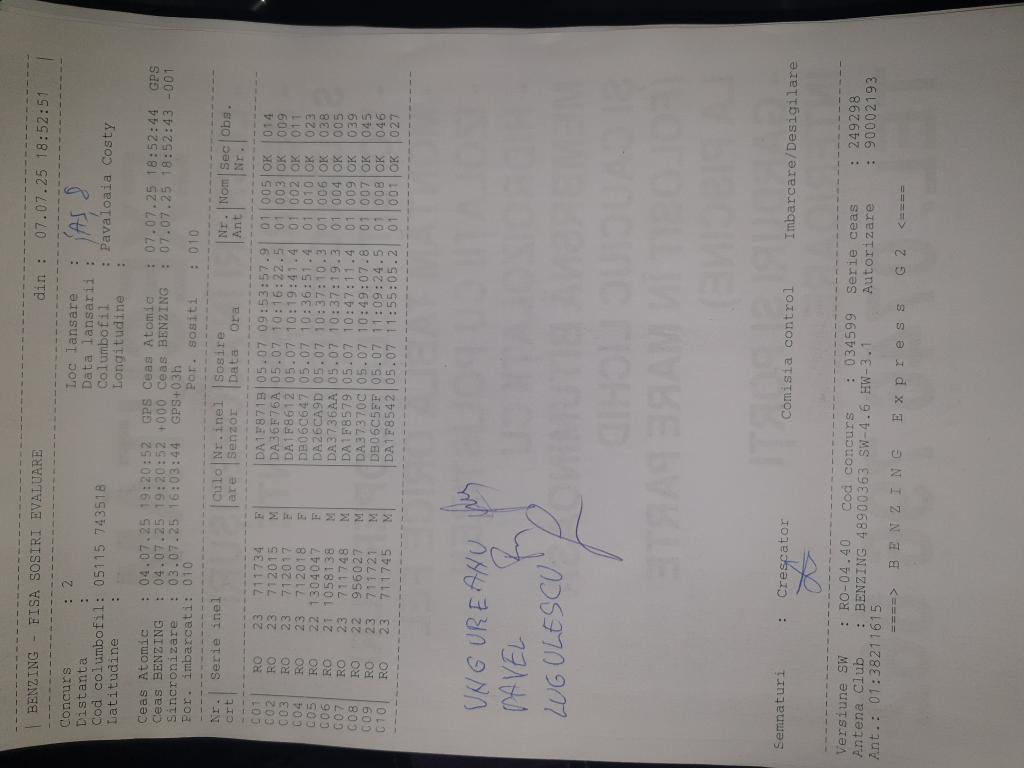 | BENZING - FISA SOSIRI EVALUARE din : 07.07.25 18:52:51 |
Concurs : 2 Loc lansare : IAȘ 8
Distanta : Data lansarii :
Cod columbofil: 05115 743518 Columbofil : Pavaloaia Costy
Latitudine : Longitudine :
Ceas Atomic : 04.07.25 19:20:52 GPS Ceas Atomic : 07.07.25 18:52:44 GPS
Ceas BENZING : 04.07.25 19:20:52 +000 Ceas BENZING : 07.07.25 18:52:43 -001
Sincronizare : 03.07.25 16:03:44 GPS+03h
Por. imbarcati: 010 Por. sositi : 010
Nr.| Serie inel |Culo|Nr.inel |Sosire |Nr.|Nom|Sec|Obs.
crt| |are |Senzor |Data Ora |Ant| |Nr.|
C01| RO 23 711734 F |DA1F871B|05.07 09:53:57.9| 01|005|OK |014
C02| RO 23 712015 M |DA36F76A|05.07 10:16:22.5| 01|003|OK |009
C03| RO 23 712017 F |DA1F8612|05.07 10:19:41.4| 01|002|OK |011
C04| RO 23 712018 F |DB06C647|05.07 10:36:51.4| 01|010|OK |023
C05| RO 22 1304047 F |DA26CA9D|05.07 10:37:10.3| 01|006|OK |038
C06| RO 21 1058138 M |DA3736AA|05.07 10:37:19.3| 01|004|OK |005
C07| RO 23 711748 M |DA1F8579|05.07 10:47:11.4| 01|009|OK |039
C08| RO 22 956027 M |DA37370C|05.07 10:49:07.8| 01|007|OK |045
C09| RO 23 711721 M |DB06C5FF|05.07 11:09:24.5| 01|008|OK |046
C10| RO 23 711745 M |DA1F8542|05.07 11:55:05.2| 01|001|OK |027
UNGUREANU
PAVEL
LUGULESCU
Semnaturi : Crescator Comisia control Imbarcare/Desigilare
Versiune SW : RO-04.40 Cod concurs : 034599 Serie ceas : 249298
Antena Club : BENZING 48900363 SW-4.6 HW-3.1 Autorizare : 90002193
Ant.: 01:38211615
====> B E N Z I N G E x p r e s s G 2 <====